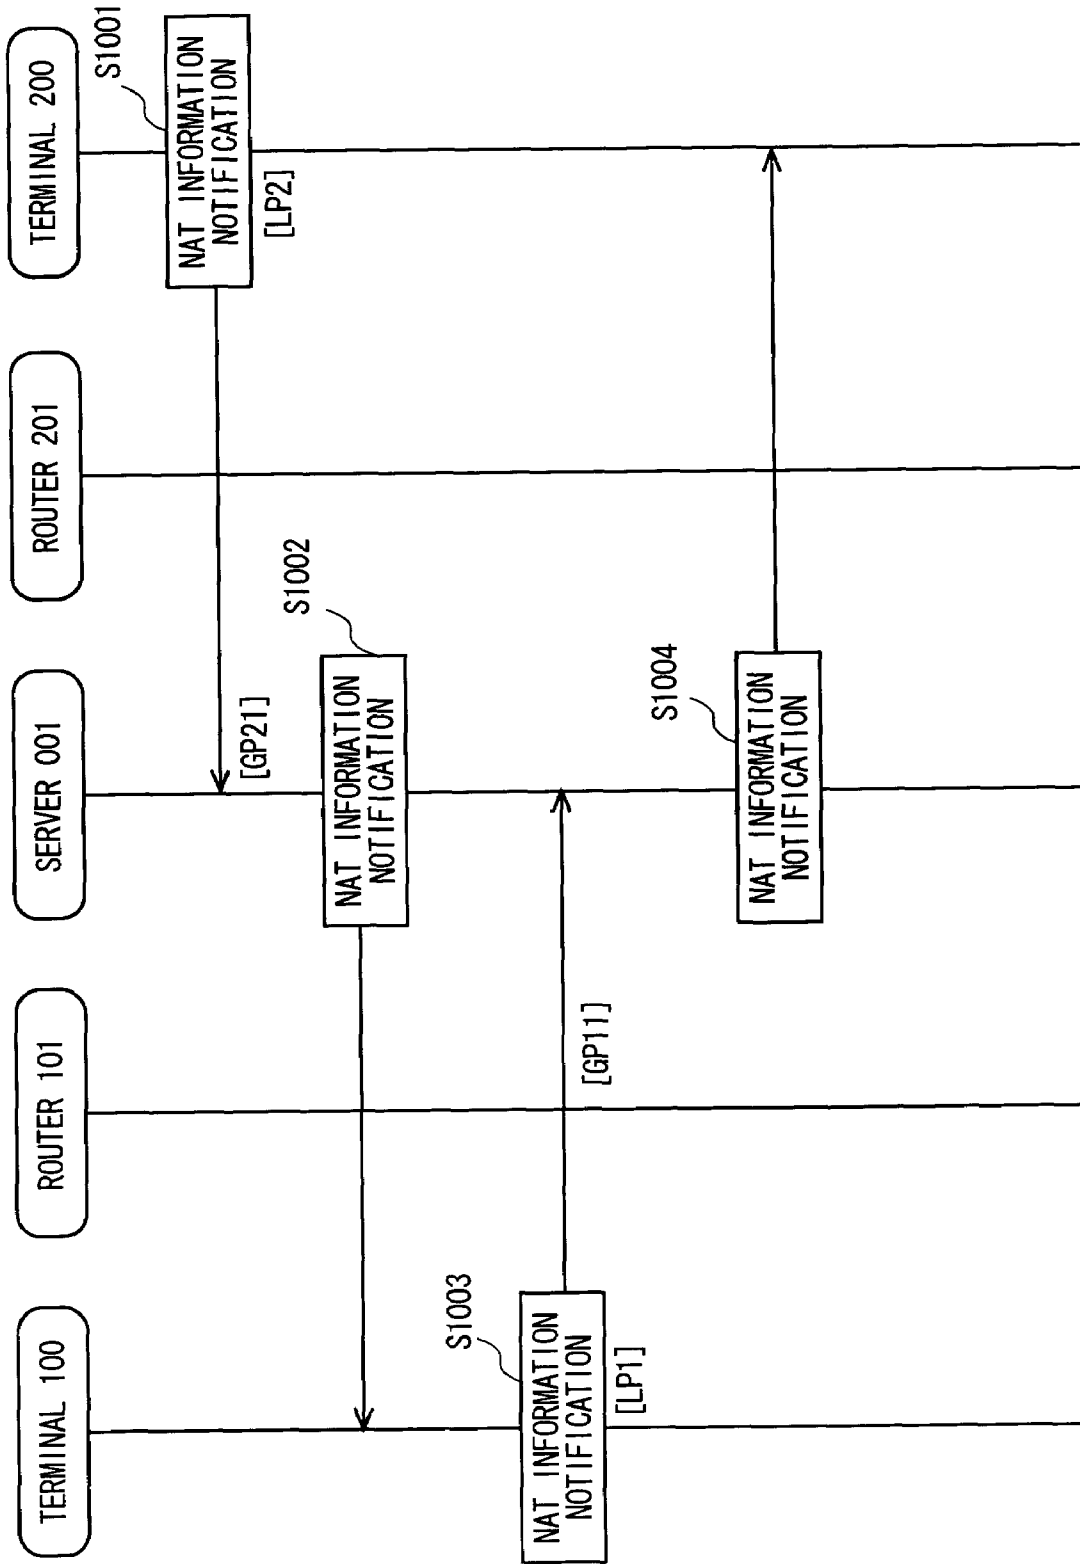 TERMINAL 100
ROUTER 101
SERVER 001
ROUTER 201
TERMINAL 200
S1001
NAT INFORMATION
NOTIFICATION
[LP2]
[GP21]
S1002
NAT INFORMATION
NOTIFICATION
S1003
NAT INFORMATION
NOTIFICATION
[LP1]
[GP11]
S1004
NAT INFORMATION
NOTIFICATION